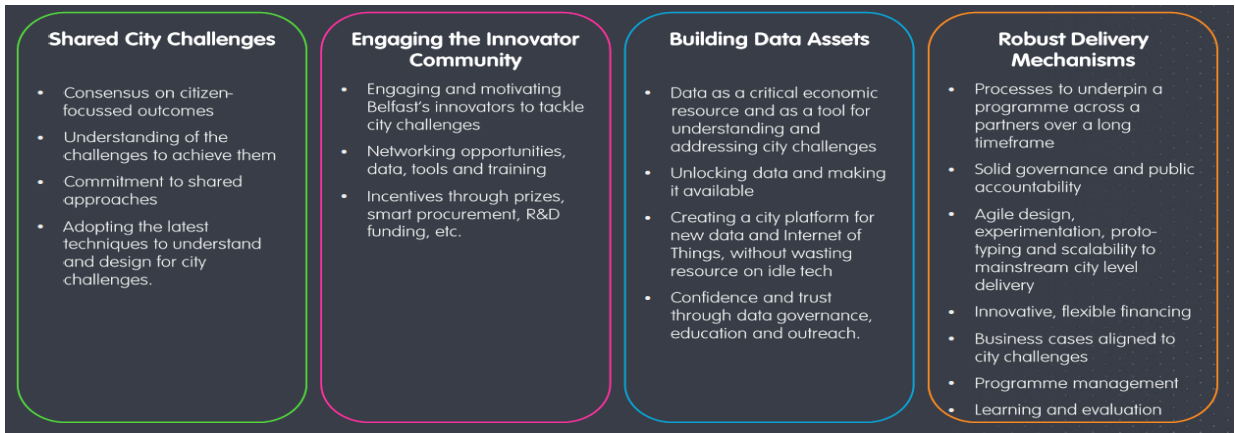 Shared City Challenges
• Consensus on citizen-
focussed outcomes
• Understanding of the
challenges to achieve them
• Commitment to shared
approaches
• Adopting the latest
techniques to understand
and design for city
challenges.
Engaging the Innovator
Community
• Engaging and motivating
Belfast's innovators to tackle
city challenges
• Networking opportunities,
data, tools and training
• Incentives through prizes,
smart procurement, R&D
funding, etc.
Building Data Assets
• Data as a critical economic
resource and as a tool for
understanding and
addressing city challenges
• Unlocking data and making
it available
• Creating a city platform for
new data and Internet of
Things, without wasting
resource on idle tech
• Confidence and trust
through data governance,
education and outreach.
Robust Delivery
Mechanisms
• Processes to underpin a
programme across a
partners over a long
timeframe
• Solid governance and public
accountability
• Agile design,
experimentation, proto-
typing and scalability to
mainstream city level
delivery
• Innovative, flexible financing
• Business cases aligned to
city challenges
• Programme management
• Learning and evaluation